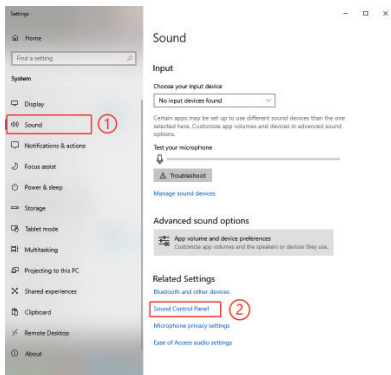 Settings
Home
Find a setting
System
Display
Sound
Notifications & actions
Focus assist
Power & sleep
Storage
Tablet mode
Multitasking
Projecting to this PC
Shared experiences
Clipboard
Remote Desktop
About
1
Sound
Input
Choose your input device
No input devices found
Certain apps may be set up to use different sound devices than the one
selected here. Customize app volumes and devices in advanced sound
options.
Test your microphone
Troubleshoot
Manage sound devices
Advanced sound options
App volume and device preferences
Customize app volumes and the speakers or devices they use.
Related Settings
Bluetooth and other devices
Sound Control Panel
2
Microphone privacy settings
Ease of Access audio settings